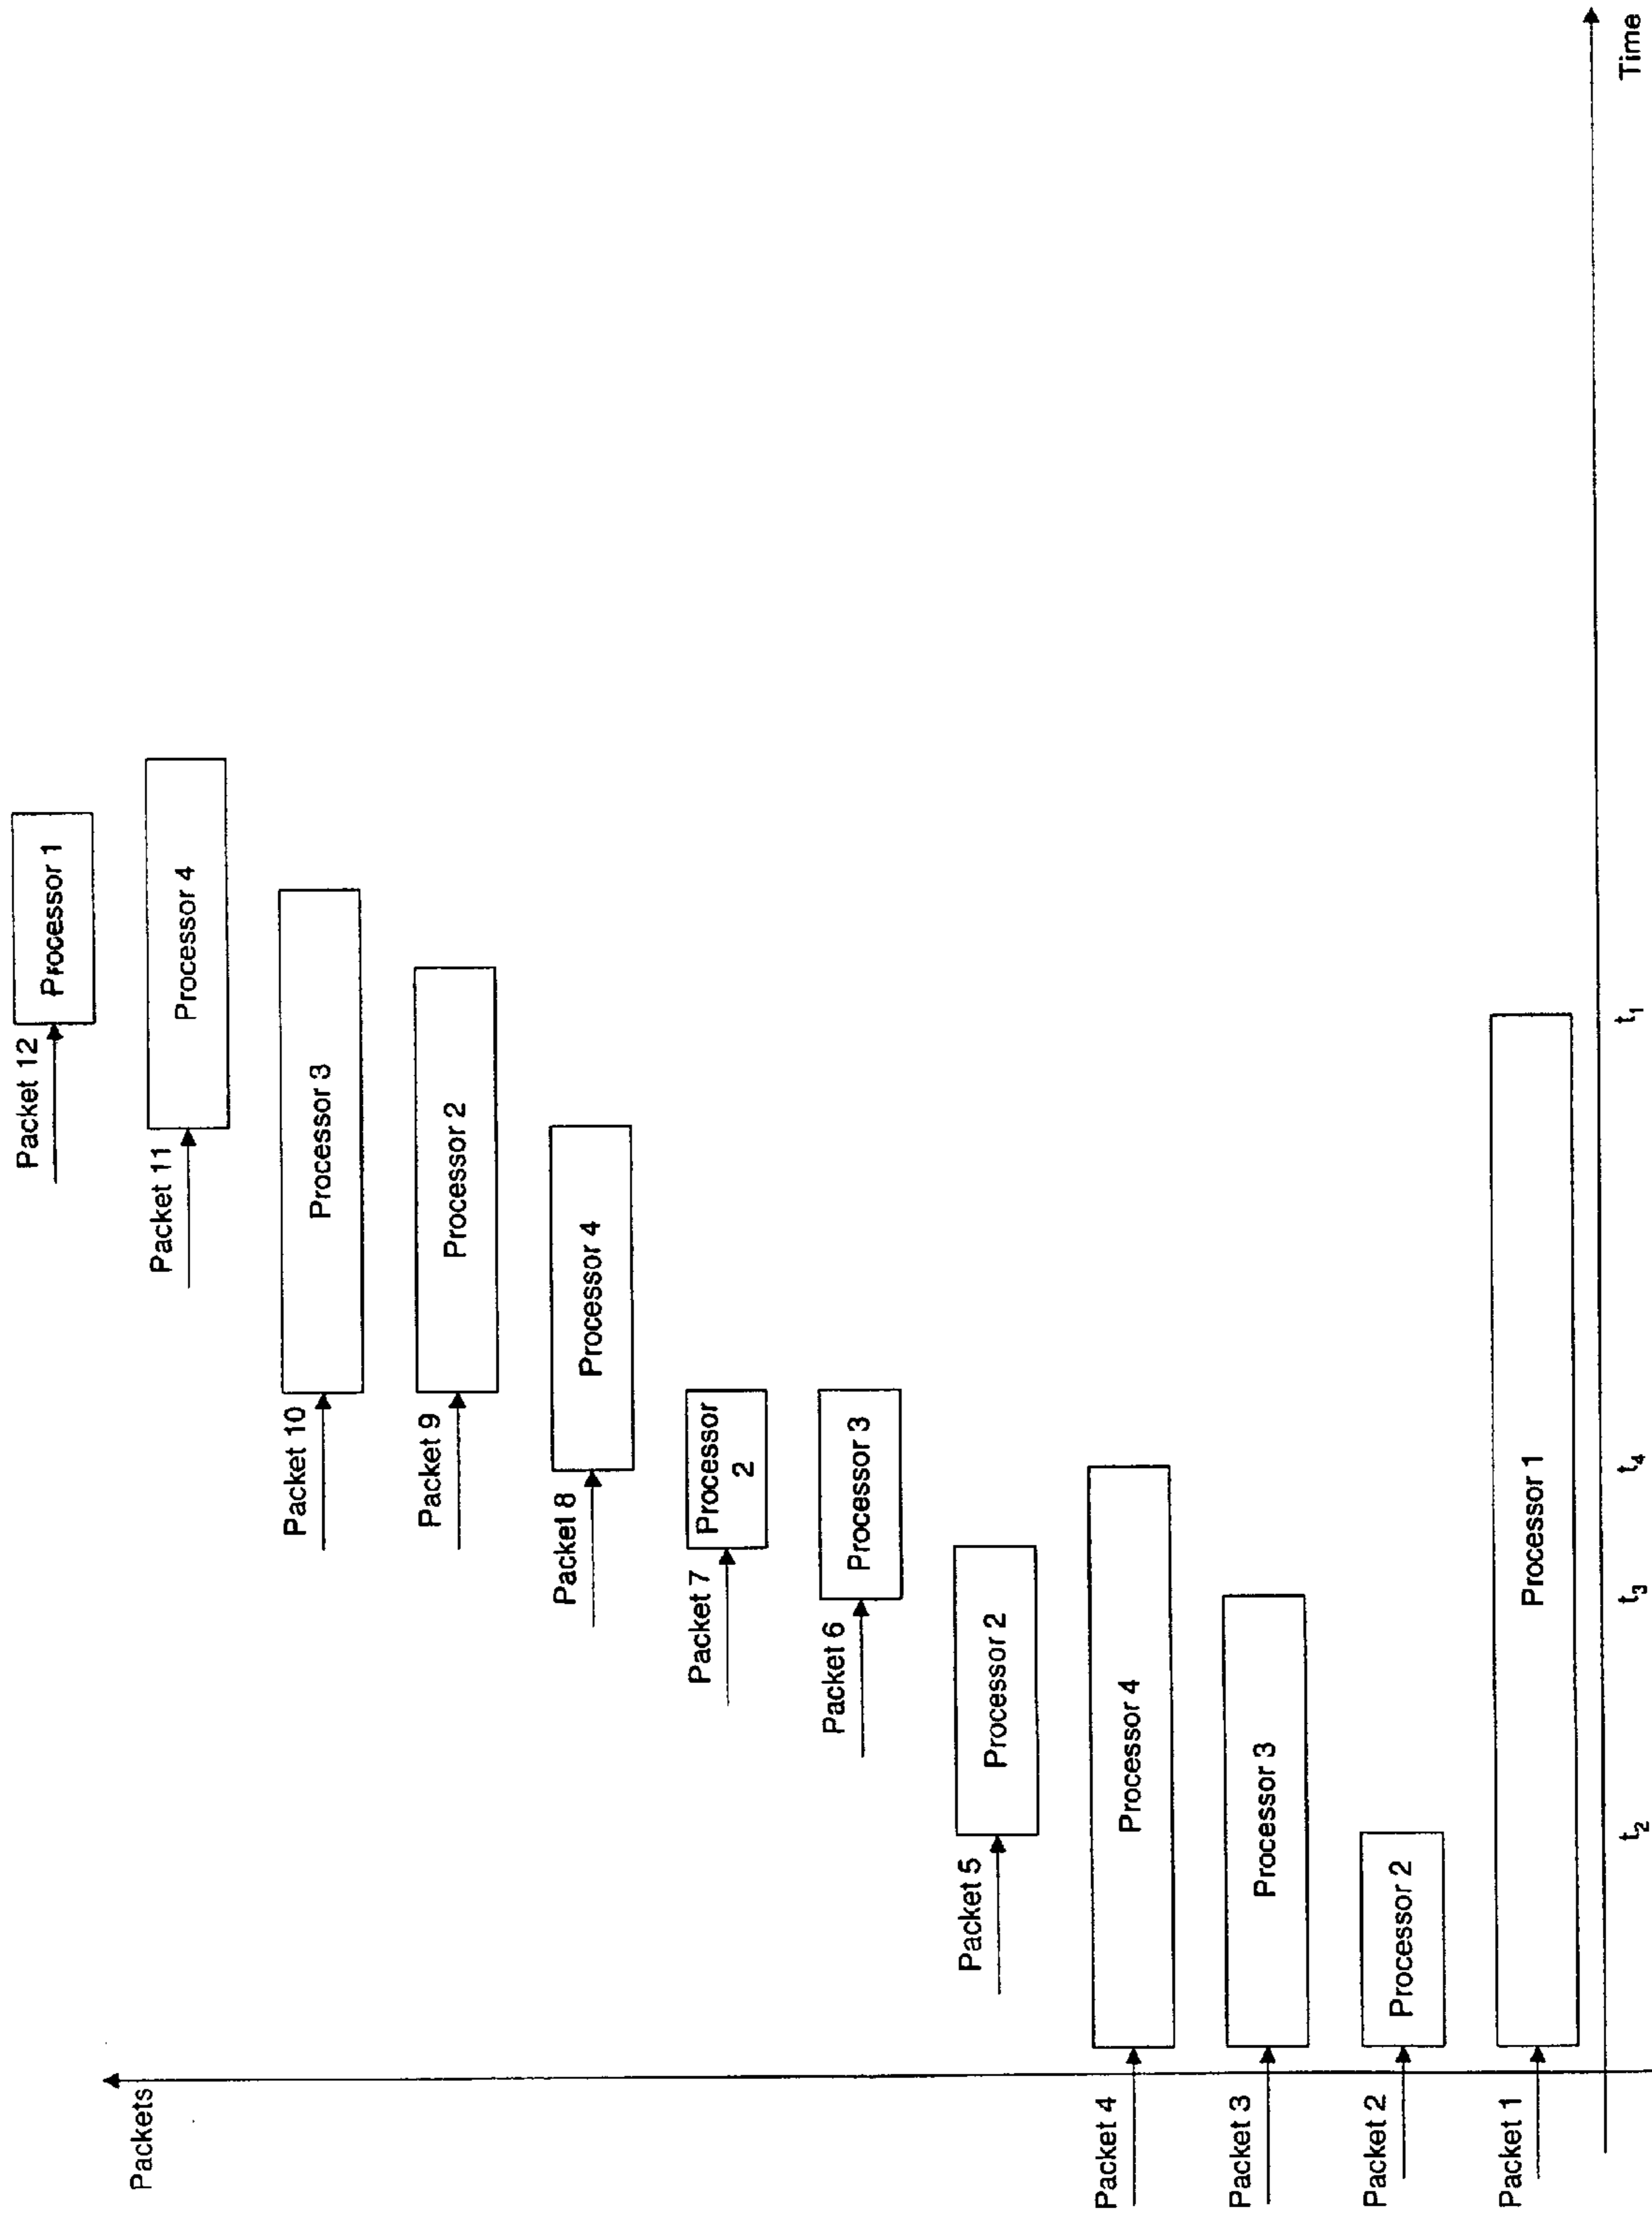 Packets
Packet 12
Processor 1
Packet 11
Processor 4
Packet 10
Processor 3
Packet 9
Processor 2
Packet 8
Processor 4
Packet 7
Processor
2
Packet 6
Processor 3
Packet 5
Processor 2
Packet 4
Processor 4
Packet 3
Processor 3
Packet 2
Processor 2
Packet 1
Processor 1
t2
t3
t4
t1
Time